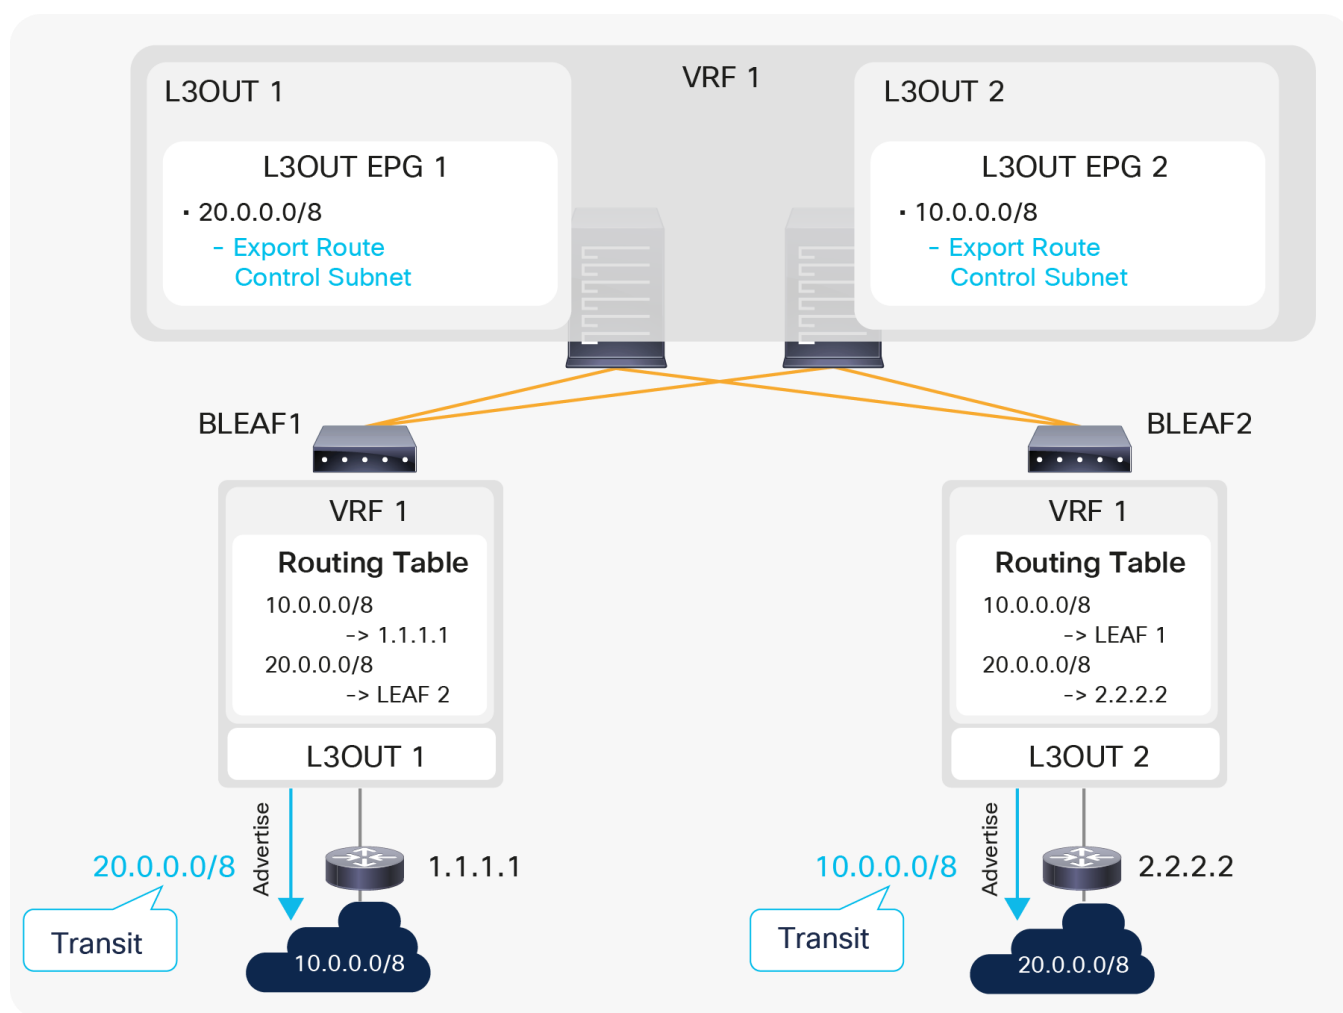 VRF 1
L3OUT 1
L3OUT EPG 1
▪ 20.0.0.0/8
– Export Route
Control Subnet
L3OUT 2
L3OUT EPG 2
▪ 10.0.0.0/8
– Export Route
Control Subnet
BLEAF1
VRF 1
Routing Table
10.0.0.0/8
-> 1.1.1.1
20.0.0.0/8
-> LEAF 2
L3OUT 1
Advertise
20.0.0.0/8
Transit
1.1.1.1
10.0.0.0/8
BLEAF2
VRF 1
Routing Table
10.0.0.0/8
-> LEAF 1
20.0.0.0/8
-> 2.2.2.2
L3OUT 2
Advertise
10.0.0.0/8
Transit
2.2.2.2
20.0.0.0/8